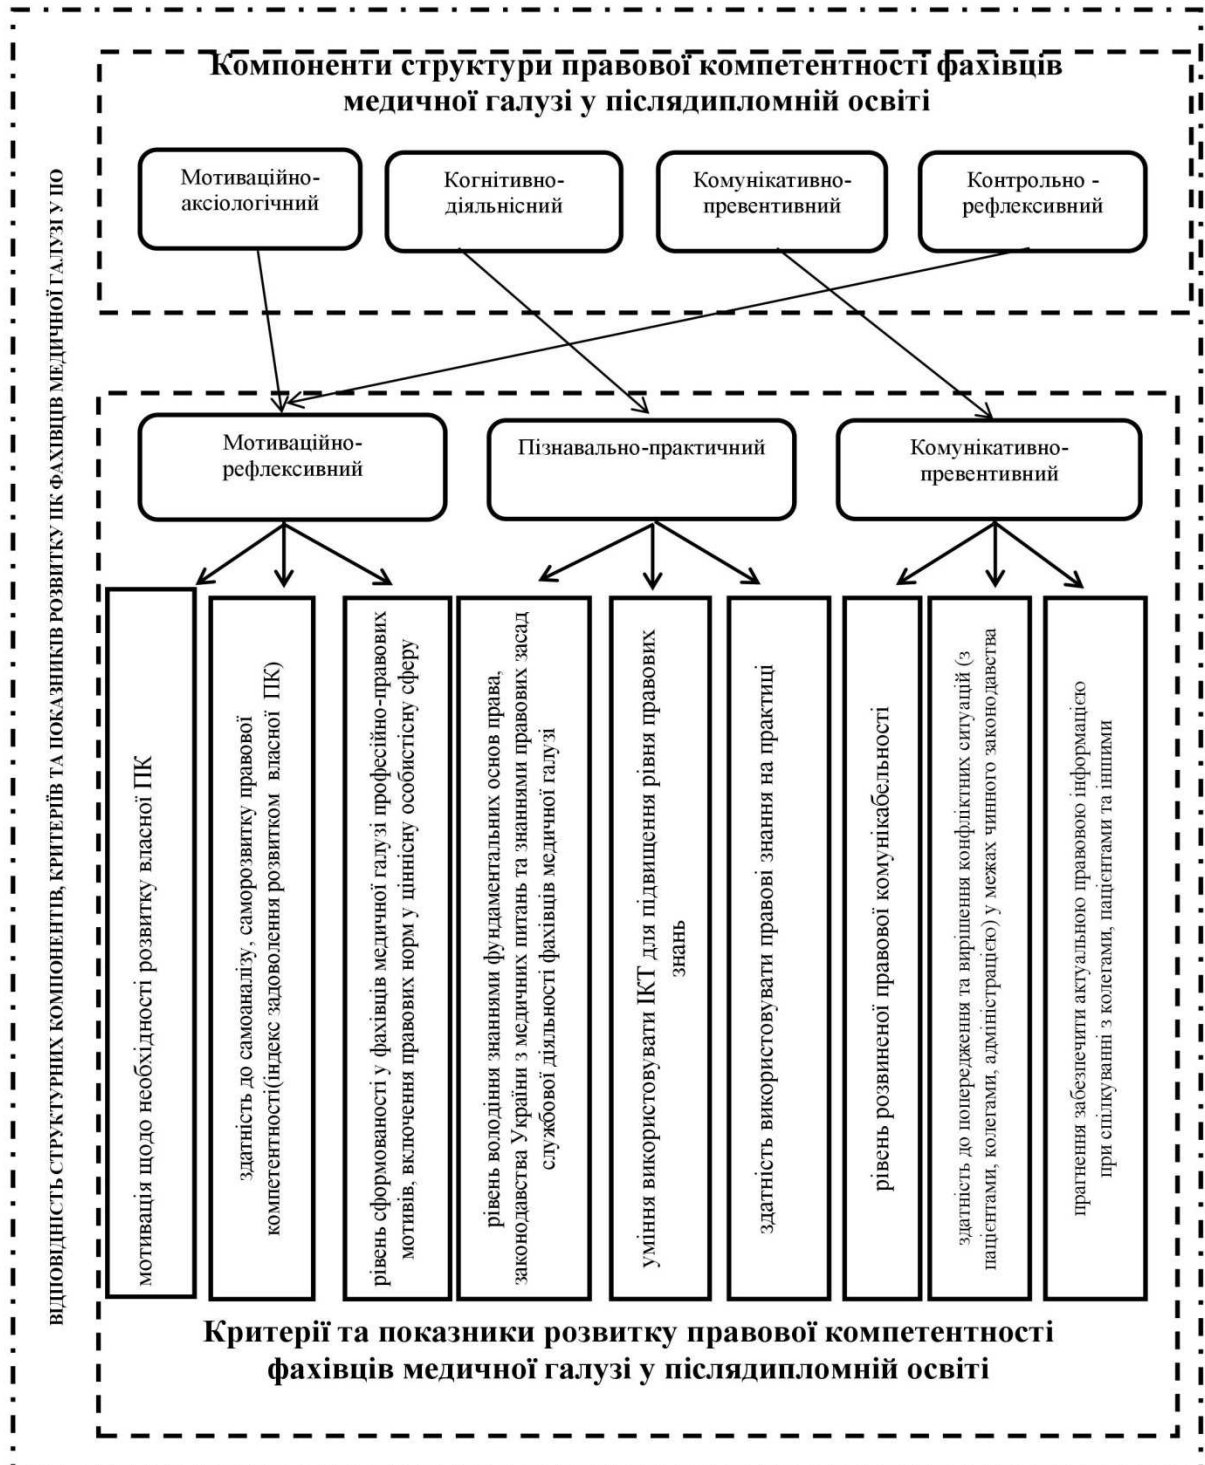 ВІДПОВІДНІСТЬ СТРУКТУРНИХ КОМПОНЕНТІВ, КРИТЕРІЇВ ТА ПОКАЗНИКІВ РОЗВИТКУ ПК ФАХІВЦІВ МЕДИЧНОЇ ГАЛУЗІ У ПО
Компоненти структури правової компетентності фахівців
медичної галузі у післядипломній освіті
Мотиваційно-
аксіологічний
Когнітивно-
діяльнісний
Комунікативно-
превентивний
Контрольно -
рефлексивний
Мотиваційно-
рефлексивний
Пізнавально-практичний
Комунікативно-
превентивний
мотивація щодо необхідності розвитку власної ПК
здатність до самоаналізу, саморозвитку правової
компетентності(індекс задоволення розвитком власної ПК)
рівень сформованості у фахівців медичної галузі професійно-правових
мотивів, включення правових норм у ціннісну особистісну сферу
рівень володіння знаннями фундаментальних основ права,
законодавства України з медичних питань та знаннями правових засад
службової діяльності фахівців медичної галузі
уміння використовувати ІКТ для підвищення рівня правових
знань
здатність використовувати правові знання на практиці
рівень розвиненої правової комунікабельності
здатність до попередження та вирішення конфліктних ситуацій (з
пацієнтами, колегами, адміністрацією) у межах чинного законодавства
прагнення забезпечити актуальною правовою інформацією
при спілкуванні з колегами, пацієнтами та іншими
Критерії та показники розвитку правової компетентності
фахівців медичної галузі у післядипломній освіті